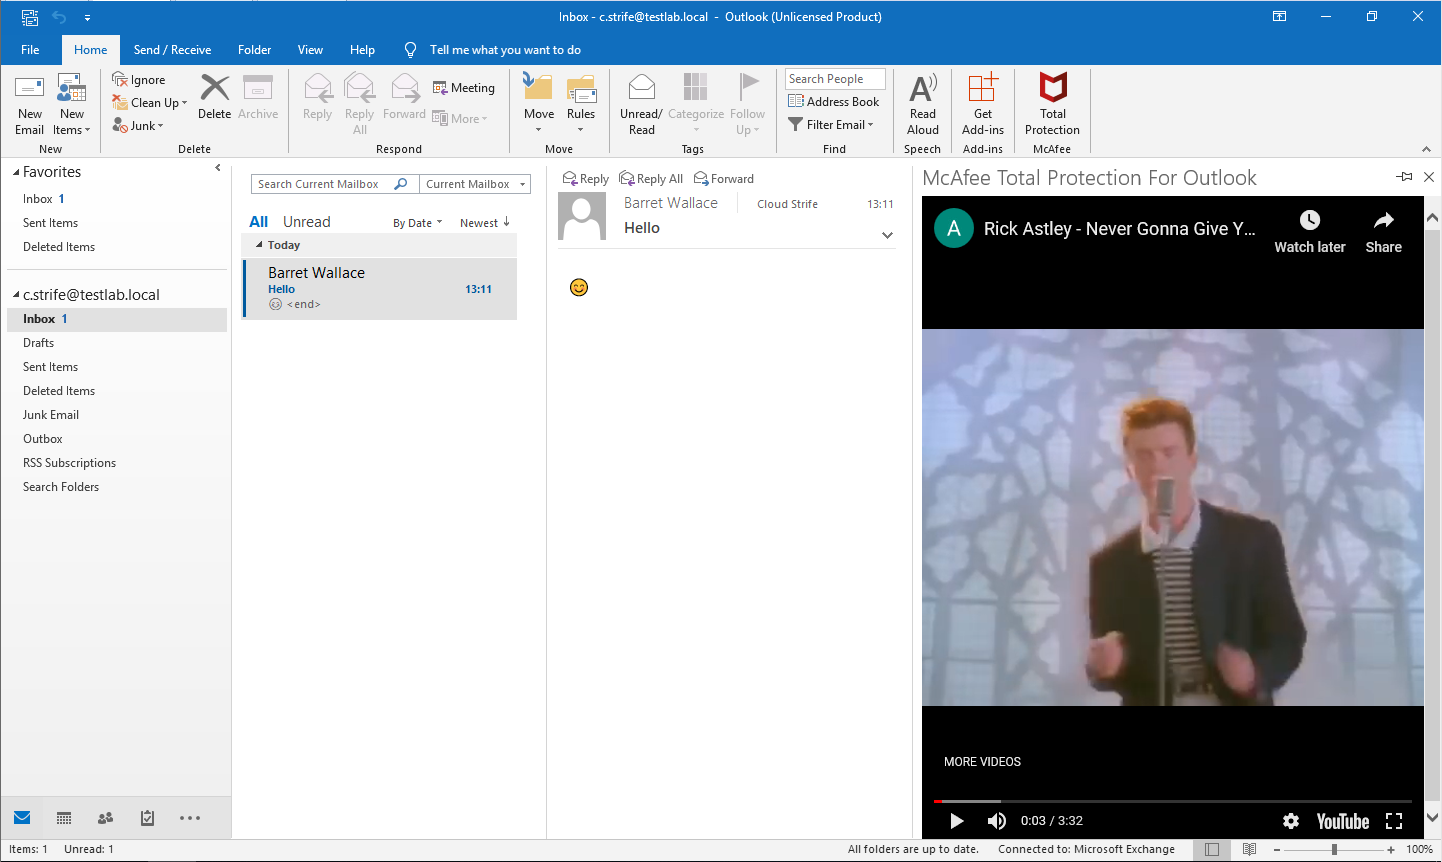 Inbox - c.strife@testlab.local - Outlook (Unlicensed Product)
File Home Send / Receive Folder View Help Tell me what you want to do
New Email
New Items
New
Ignore
Clean Up
Junk
Delete
Archive
Delete
Reply
Reply All
Forward
Meeting
More
Respond
Move
Rules
Move
Unread/ Read
Categorize
Follow Up
Tags
Search People
Address Book
Filter Email
Find
Read Aloud
Speech
Get Add-ins
Add-ins
Total Protection
McAfee
Favorites
Inbox 1
Sent Items
Deleted Items
c.strife@testlab.local
Inbox 1
Drafts
Sent Items
Deleted Items
Junk Email
Outbox
RSS Subscriptions
Search Folders
Search Current Mailbox Current Mailbox
All Unread By Date Newest ↓
Today
Barret Wallace
Hello 13:11
<end>
Reply Reply All Forward
Barret Wallace Cloud Strife 13:11
Hello
😊
McAfee Total Protection For Outlook
A Rick Astley - Never Gonna Give Y...
Watch later Share
MORE VIDEOS
0:03 / 3:32 YouTube
Items: 1 Unread: 1 All folders are up to date. Connected to: Microsoft Exchange 100%